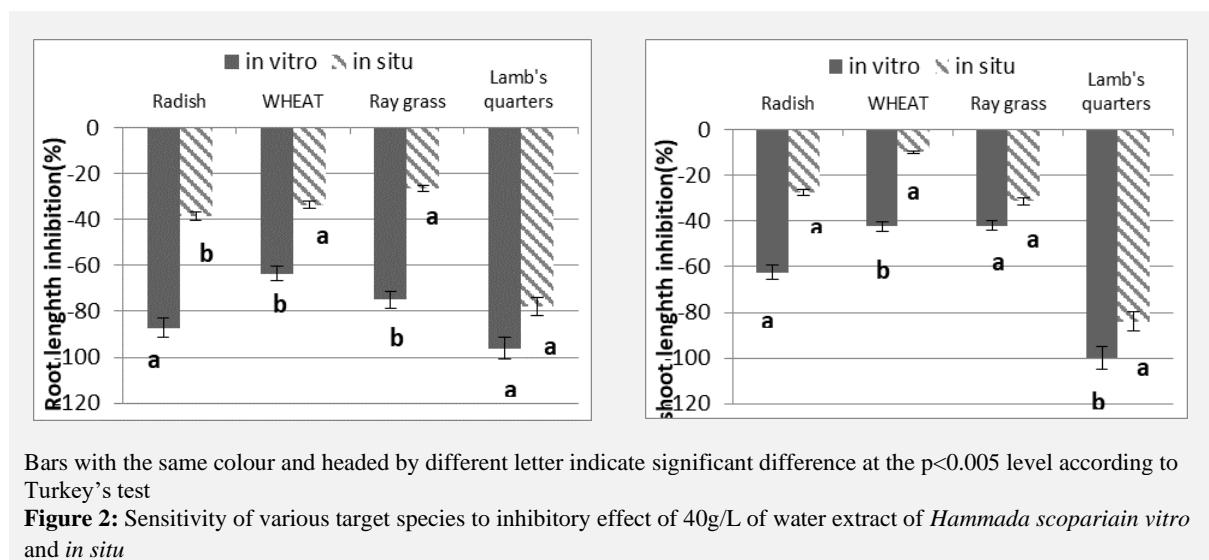 in vitro in situ
Radish WHEAT Ray grass Lamb's quarters
0
-20
-40
-60
-80
-100
-120
Root lenghth inhibition(%)
b a a a
a b b a
in vitro in situ
Radish WHEAT Ray grass Lamb's quarters
0
-20
-40
-60
-80
-100
-120
shoot lenghth inhibition(%)
a a a a
a b a b
Bars with the same colour and headed by different letter indicate significant difference at the p<0.005 level according to
Turkey's test
Figure 2: Sensitivity of various target species to inhibitory effect of 40g/L of water extract of Hammada scopariain vitro
and in situ